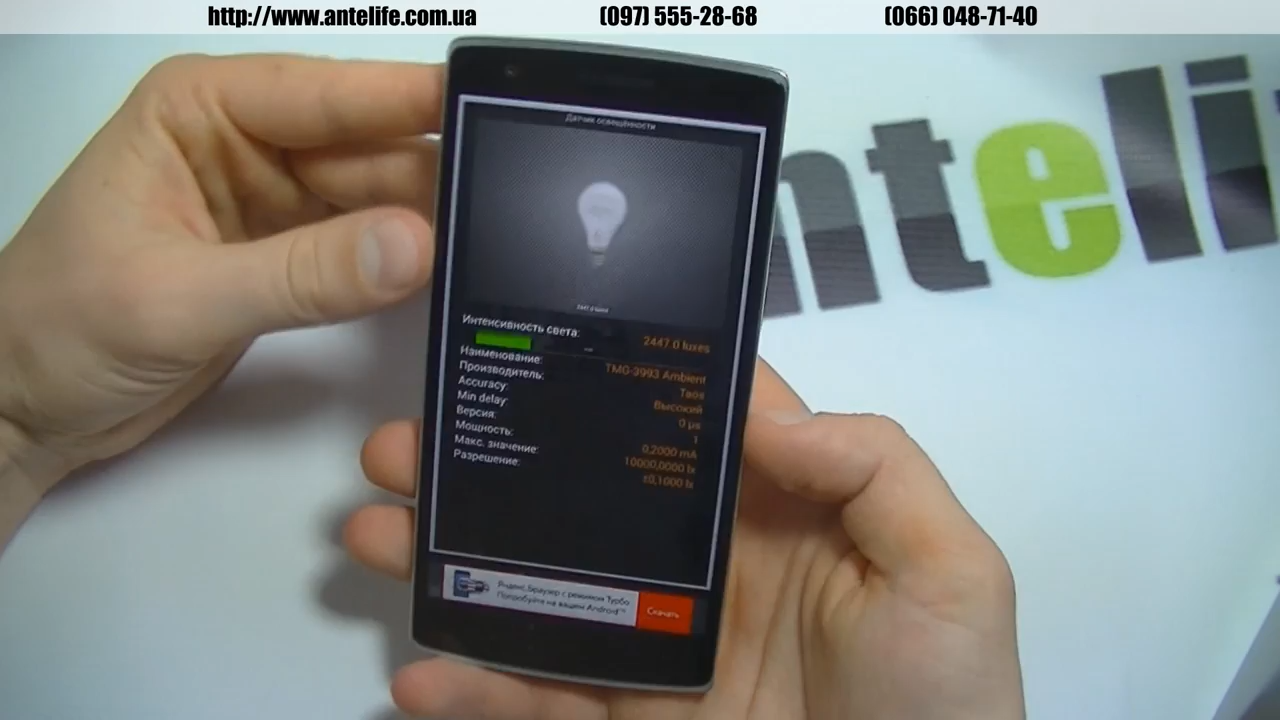 http://www.antelife.com.ua (097) 555-28-68 (066) 048-71-40
Датчик освещённости
nteli
Интенсивность света: 2447.0 luxes
Наименование: TMG-3993 Ambient
Производитель: Taos
Accuracy: Высокий
Min delay: 0 µs
Версия: 1
Мощность: 0,2000 mA
Макс. значение: 10000,0000 lx
Разрешение: ±0,1000 lx
Яндекс.Браузер с режимом Турбо
Попробуйте на вашем Android™
Скачать